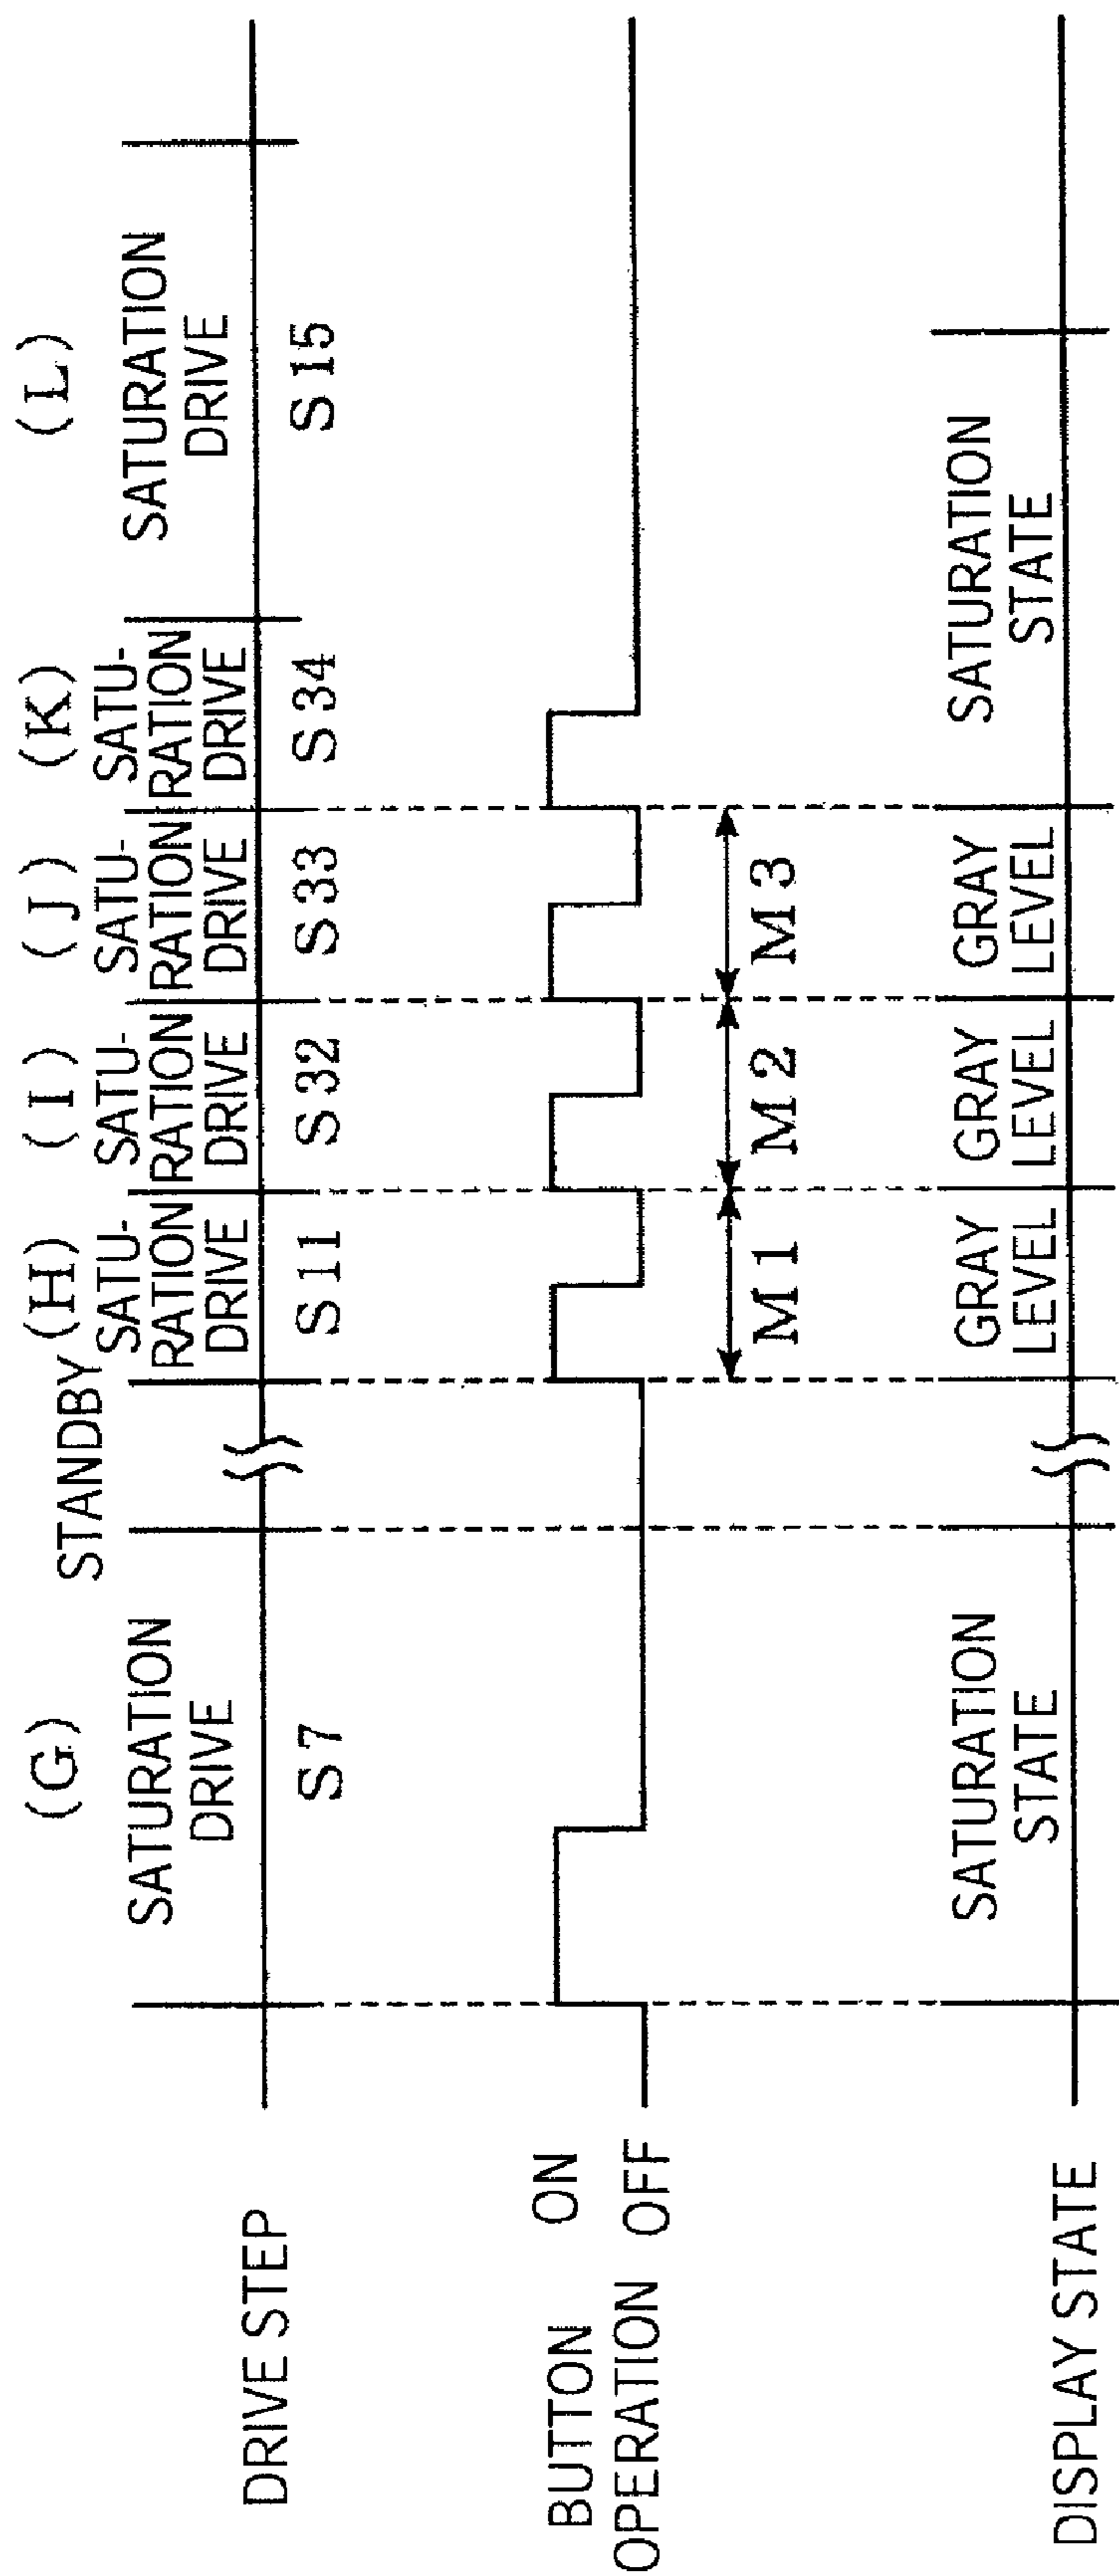 (G)
STANDBY
(H)
(I)
(J)
(K)
(L)
SATURATION
DRIVE
SATU-
RATION
DRIVE
SATU-
RATION
DRIVE
SATU-
RATION
DRIVE
SATU-
RATION
DRIVE
SATURATION
DRIVE
DRIVE STEP
S7
S11
S32
S33
S34
S15
BUTTON ON
OPERATION OFF
M1
M2
M3
SATURATION
STATE
GRAY
LEVEL
GRAY
LEVEL
GRAY
LEVEL
SATURATION
STATE
DISPLAY STATE